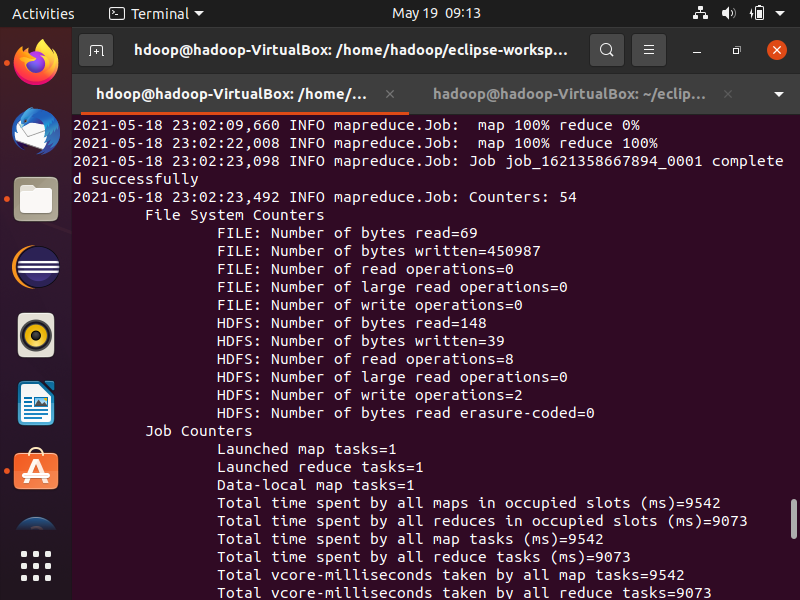 Activities Terminal May 19 09:13
hdoop@hadoop-VirtualBox: /home/hadoop/eclipse-worksp...
hdoop@hadoop-VirtualBox: /home/... hadoop@hadoop-VirtualBox: ~/eclip...
2021-05-18 23:02:09,660 INFO mapreduce.Job:  map 100% reduce 0%
2021-05-18 23:02:22,008 INFO mapreduce.Job:  map 100% reduce 100%
2021-05-18 23:02:23,098 INFO mapreduce.Job: Job job_1621358667894_0001 complete
d successfully
2021-05-18 23:02:23,492 INFO mapreduce.Job: Counters: 54
File System Counters
FILE: Number of bytes read=69
FILE: Number of bytes written=450987
FILE: Number of read operations=0
FILE: Number of large read operations=0
FILE: Number of write operations=0
HDFS: Number of bytes read=148
HDFS: Number of bytes written=39
HDFS: Number of read operations=8
HDFS: Number of large read operations=0
HDFS: Number of write operations=2
HDFS: Number of bytes read erasure-coded=0
Job Counters
Launched map tasks=1
Launched reduce tasks=1
Data-local map tasks=1
Total time spent by all maps in occupied slots (ms)=9542
Total time spent by all reduces in occupied slots (ms)=9073
Total time spent by all map tasks (ms)=9542
Total time spent by all reduce tasks (ms)=9073
Total vcore-milliseconds taken by all map tasks=9542
Total vcore-milliseconds taken by all reduce tasks=9073